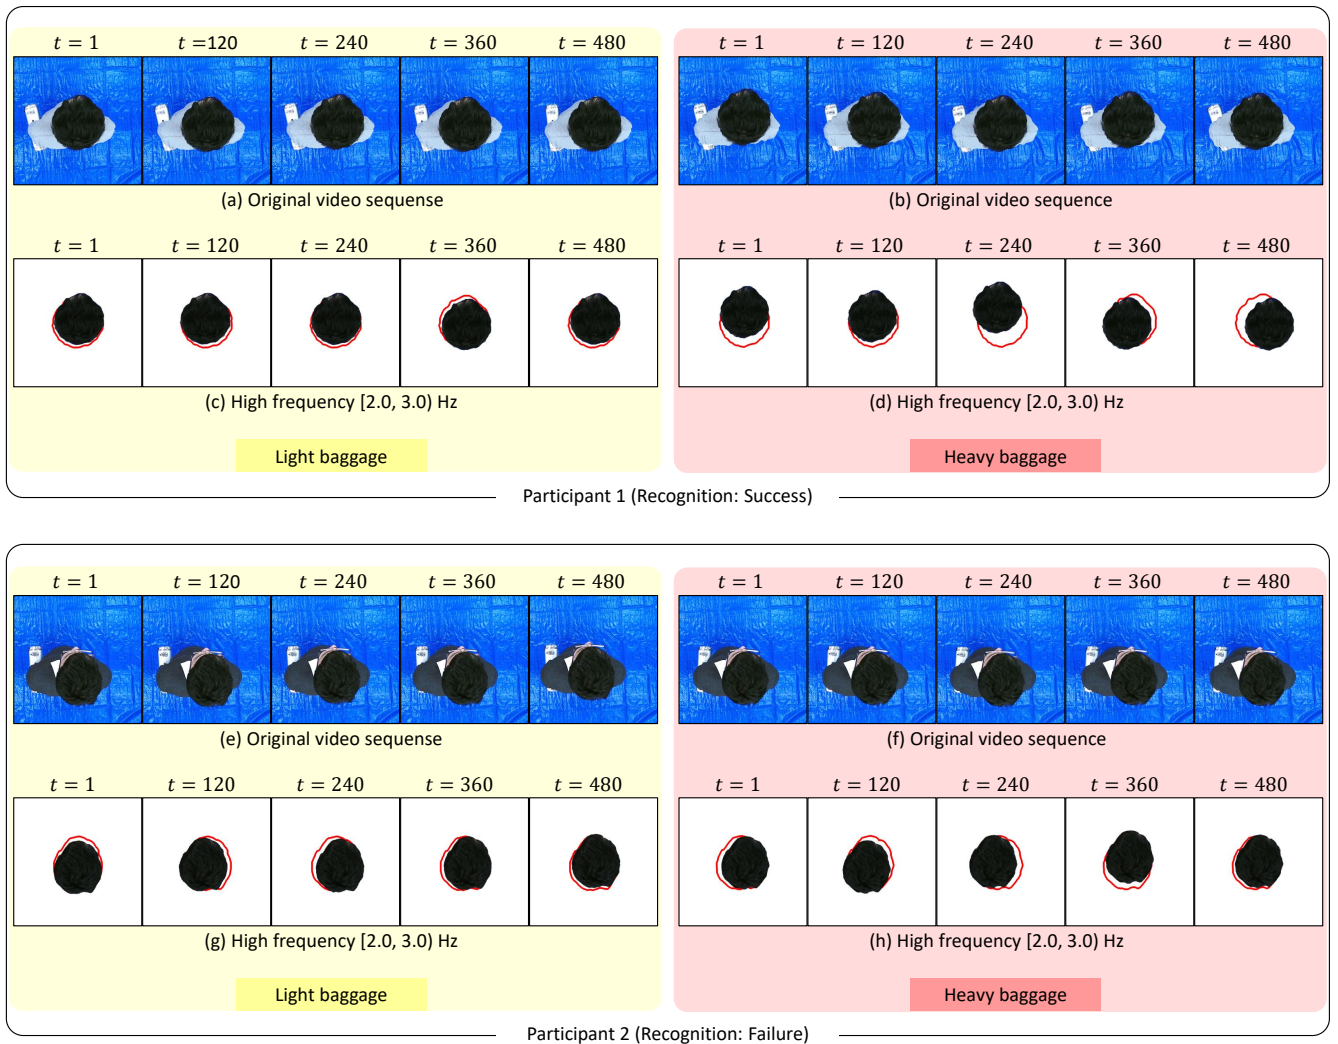 t = 1 t =120 t = 240 t = 360 t = 480
t = 1 t = 120 t = 240 t = 360 t = 480
(a) Original video sequense
(b) Original video sequence
t = 1 t = 120 t = 240 t = 360 t = 480
t = 1 t = 120 t = 240 t = 360 t = 480
(c) High frequency [2.0, 3.0) Hz
(d) High frequency [2.0, 3.0) Hz
Light baggage
Heavy baggage
Participant 1 (Recognition: Success)
t = 1 t = 120 t = 240 t = 360 t = 480
t = 1 t = 120 t = 240 t = 360 t = 480
(e) Original video sequense
(f) Original video sequence
t = 1 t = 120 t = 240 t = 360 t = 480
t = 1 t = 120 t = 240 t = 360 t = 480
(g) High frequency [2.0, 3.0) Hz
(h) High frequency [2.0, 3.0) Hz
Light baggage
Heavy baggage
Participant 2 (Recognition: Failure)